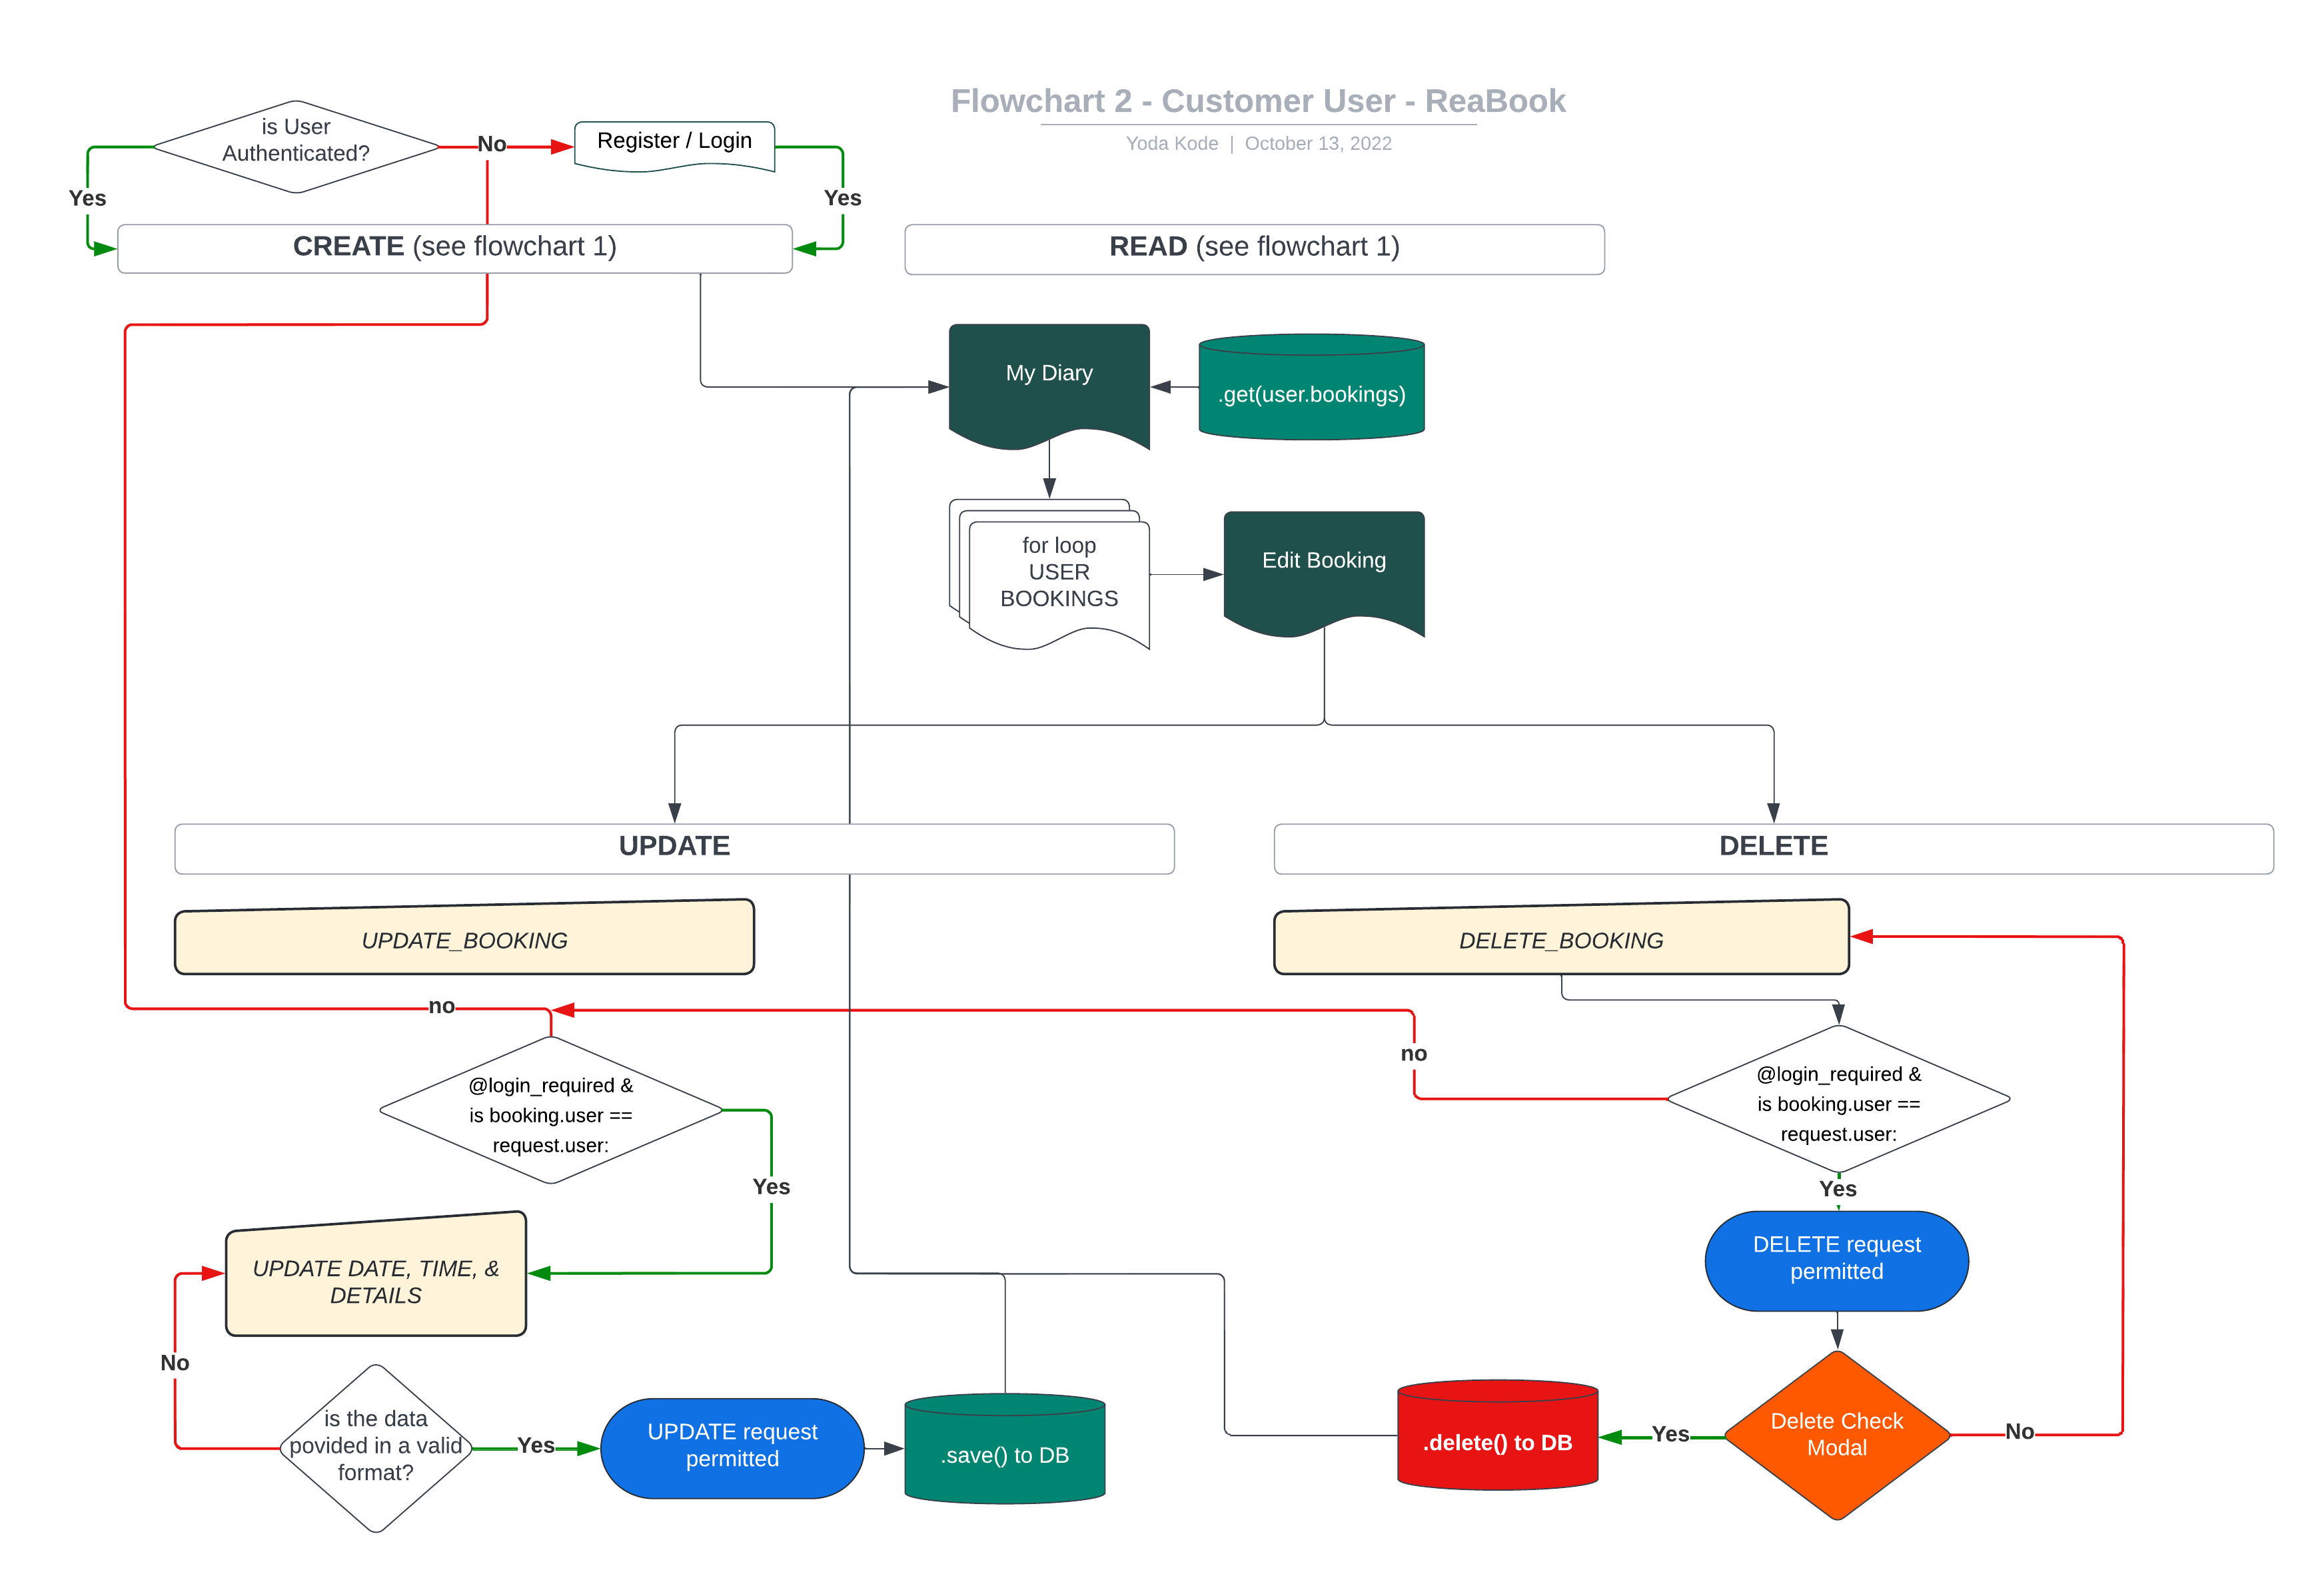 Flowchart 2 - Customer User - ReaBook
Yoda Kode | October 13, 2022
is User
Authenticated?
No
Register / Login
Yes
Yes
CREATE (see flowchart 1)
READ (see flowchart 1)
My Diary
.get(user.bookings)
for loop
USER
BOOKINGS
Edit Booking
UPDATE
DELETE
UPDATE_BOOKING
DELETE_BOOKING
no
no
@login_required &
is booking.user ==
request.user:
@login_required &
is booking.user ==
request.user:
Yes
Yes
UPDATE DATE, TIME, &
DETAILS
DELETE request
permitted
No
is the data
povided in a valid
format?
Yes
UPDATE request
permitted
.save() to DB
.delete() to DB
Yes
Delete Check
Modal
No